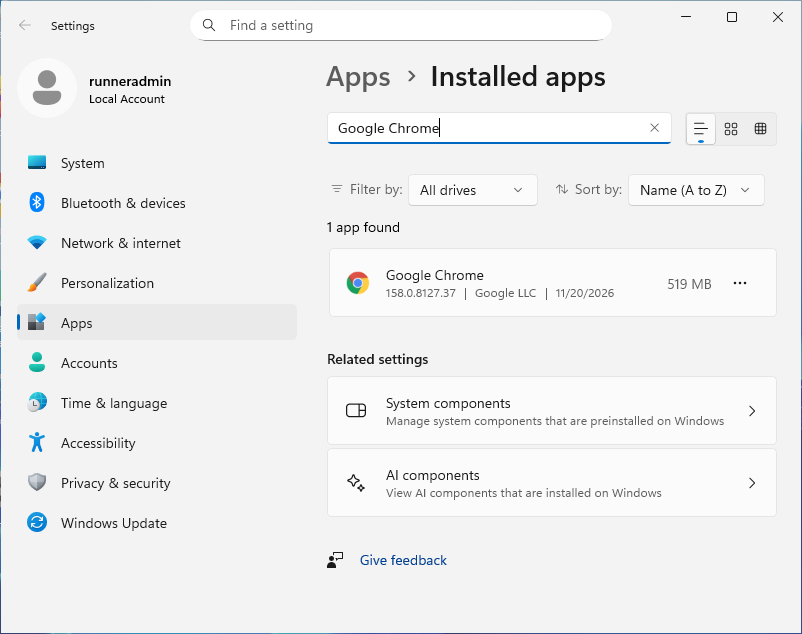 Settings
Find a setting
runneradmin
Local Account
System
Bluetooth & devices
Network & internet
Personalization
Apps
Accounts
Time & language
Accessibility
Privacy & security
Windows Update
Apps > Installed apps
Google Chrome
Filter by: All drives
Sort by: Name (A to Z)
1 app found
Google Chrome
158.0.8127.37 | Google LLC | 11/20/2026
519 MB
Related settings
System components
Manage system components that are preinstalled on Windows
AI components
View AI components that are installed on Windows
Give feedback